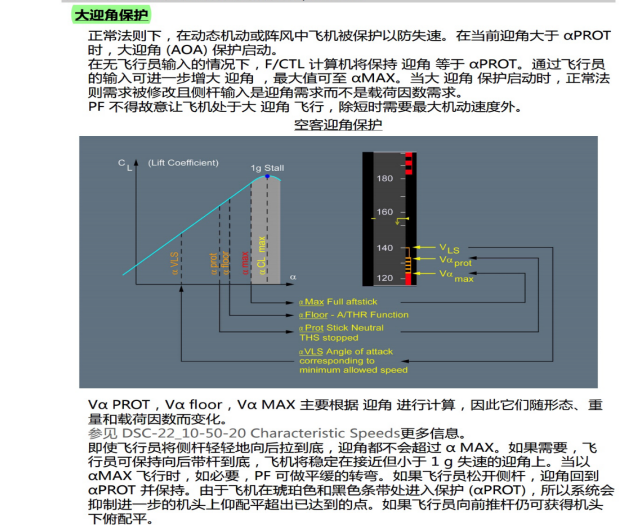 大迎角保护
正常法则下，在动态机动或阵风中飞机被保护以防失速。在当前迎角大于 αPROT
时，大迎角 (AOA) 保护启动。
在无飞行员输入的情况下，F/CTL 计算机将保持 迎角 等于 αPROT。通过飞行员
的输入可进一步增大 迎角 ，最大值可至 αMAX。当大 迎角 保护启动时，正常法
则需求被修改且侧杆输入是迎角需求而不是载荷因数需求。
PF 不得故意让飞机处于大 迎角 飞行，除短时需要最大机动速度外。
空客迎角保护
CL (Lift Coefficient)
1g Stall
α VLS
α prot
α floor
α max
α CL max
α
180
160
140
120
VLS
Vα prot
Vα max
α Max Full aftstick
α Floor - A/THR Function
α Prot Stick Neutral
THS stopped
αVLS Angle of attack
corresponding to
minimum allowed speed
Vα PROT，Vα floor，Vα MAX 主要根据 迎角 进行计算，因此它们随形态、重
量和载荷因数而变化。
参见 DSC-22_10-50-20 Characteristic Speeds更多信息。
即使飞行员将侧杆轻轻地向后拉到底，迎角都不会超过 α MAX。如果需要，飞
行员可保持向后带杆到底，飞机将稳定在接近但小于 1 g 失速的迎角上。当以
αMAX 飞行时，如必要，PF 可做平缓的转弯。如果飞行员松开侧杆，迎角回到
αPROT 并保持。由于飞机在琥珀色和黑色条带处进入保护 (αPROT)，所以系统会
抑制进一步的机头上仰配平超出已达到的点。如果飞行员向前推杆仍可获得机头
下俯配平。